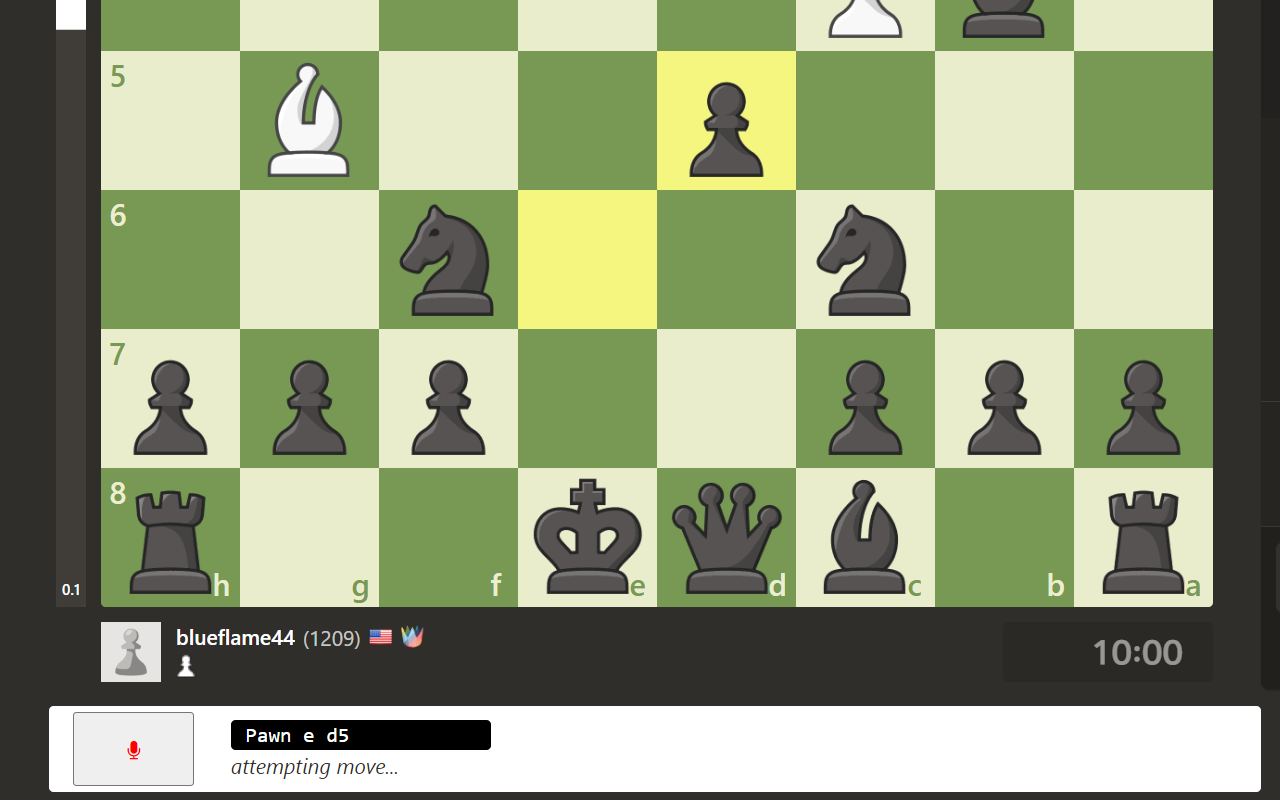 5
6
7
8
h g f e d c b a
0.1
blueflame44 (1209)
10:00
Pawn e d5
attempting move...